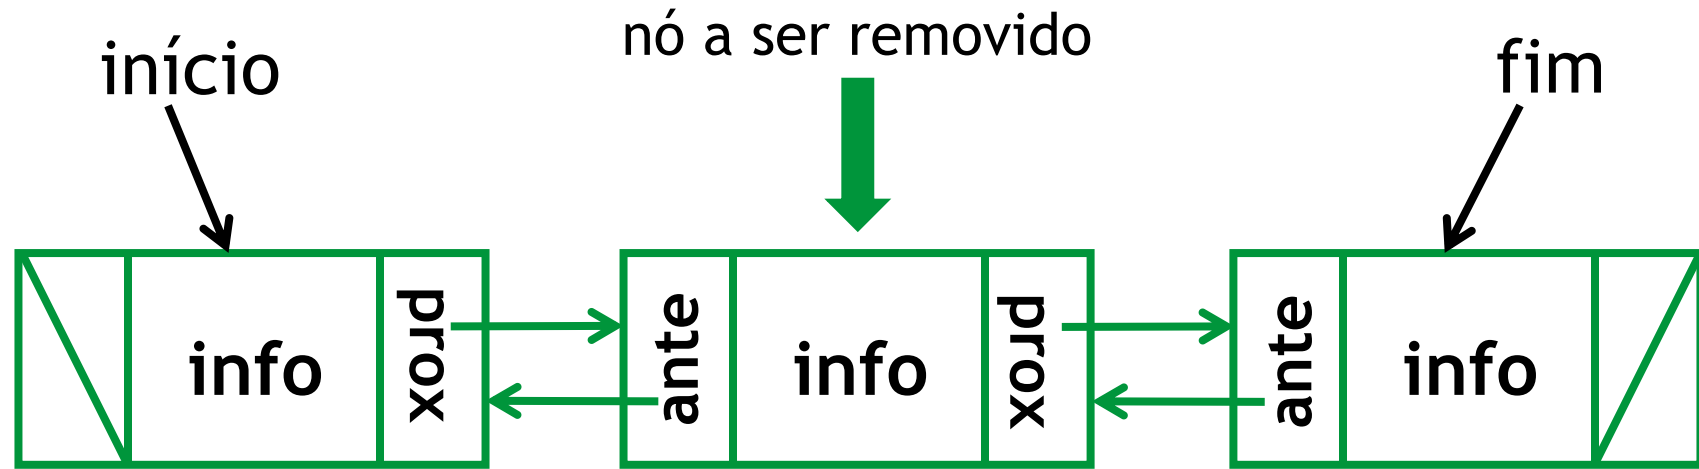 nó a ser removido
início
fim
info
prox
ante
info
prox
ante
info